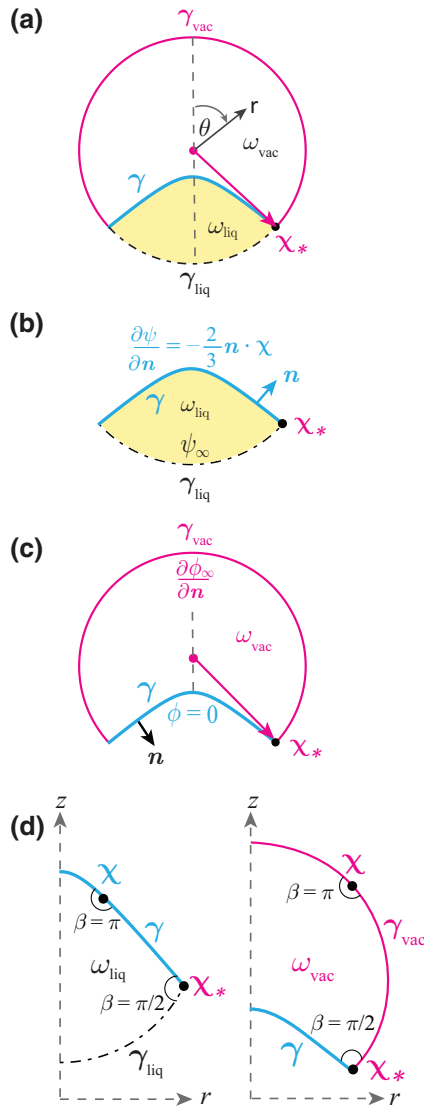 (a)
γvac
r
θ
ωvac
γ
ωliq
χ*
γliq
(b)
∂ψ/∂n = −2/3 n · χ
n
γ
ωliq
χ*
ψ∞
γliq
(c)
γvac
∂ϕ∞/∂n
ωvac
γ
ϕ = 0
n
χ*
(d)
z
z
χ
χ
β = π
β = π
γ
γvac
ωliq
ωvac
β = π/2
χ*
β = π/2
γliq
γ
χ*
r
r